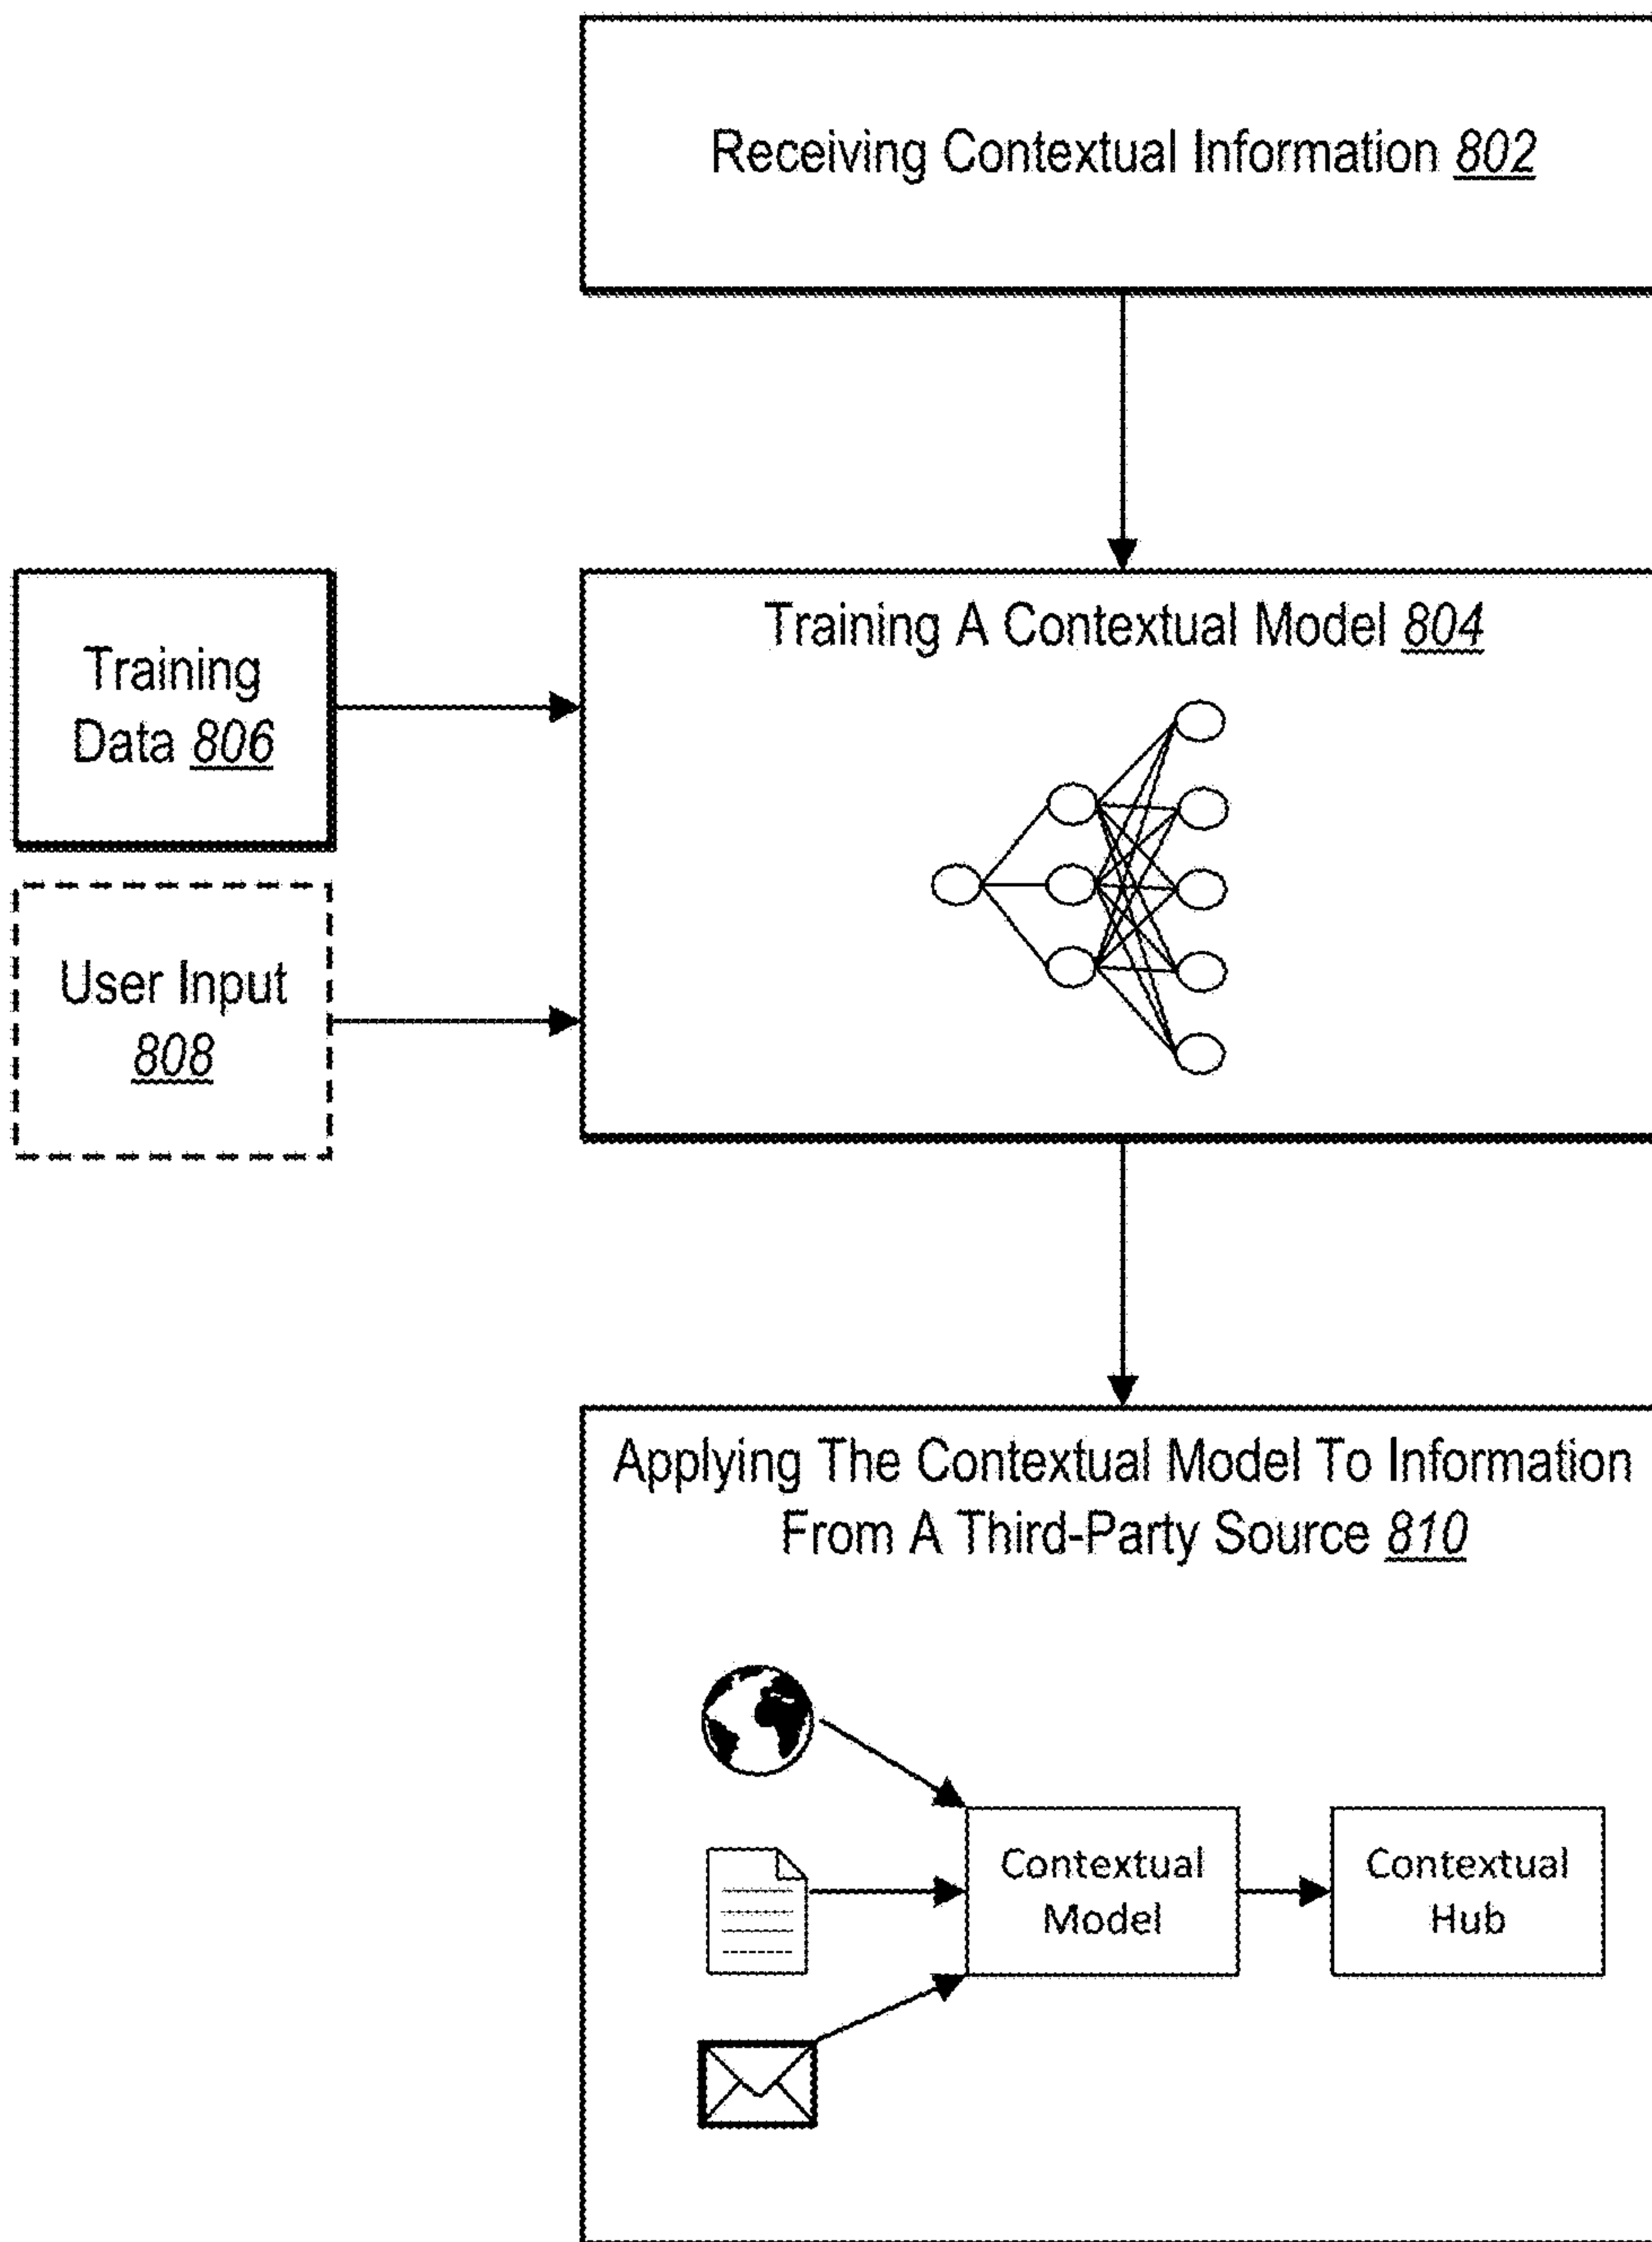 Receiving Contextual Information 802
Training A Contextual Model 804
Training
Data 806
User Input
808
Applying The Contextual Model To Information
From A Third-Party Source 810
Contextual
Model
Contextual
Hub